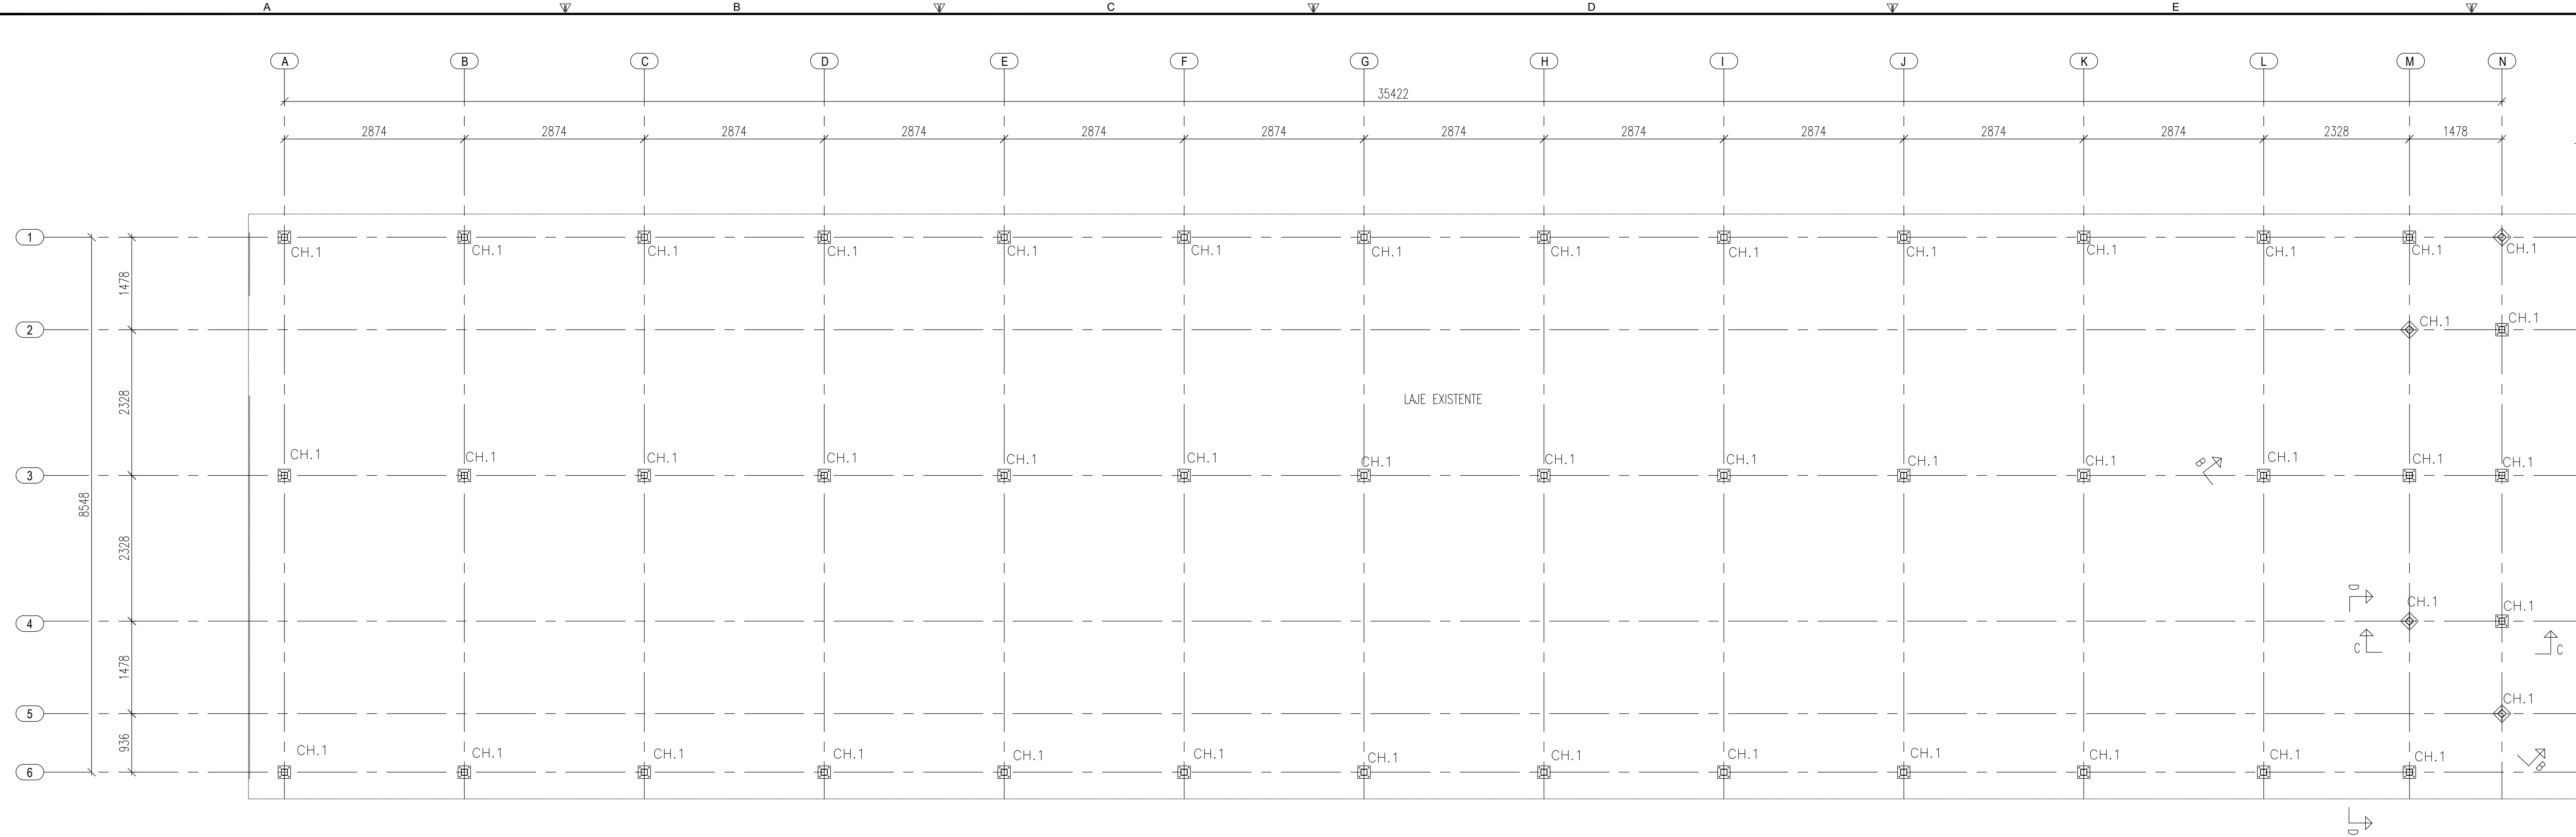 A B C D E
A B C D E F G H I J K L M N
35422
2874 2874 2874 2874 2874 2874 2874 2874 2874 2874 2874 2328 1478
1
CH.1 CH.1 CH.1 CH.1 CH.1 CH.1 CH.1 CH.1 CH.1 CH.1 CH.1 CH.1 CH.1 CH.1
1478
2
CH.1 CH.1
2328
LAJE EXISTENTE
CH.1 CH.1 CH.1 CH.1 CH.1 CH.1 CH.1 CH.1 CH.1 CH.1 CH.1 CH.1 CH.1 CH.1
3
B
8548
2328
D
CH.1 CH.1
4
C C
1478
CH.1
5
936
CH.1 CH.1 CH.1 CH.1 CH.1 CH.1 CH.1 CH.1 CH.1 CH.1 CH.1 CH.1 CH.1
B
6
D